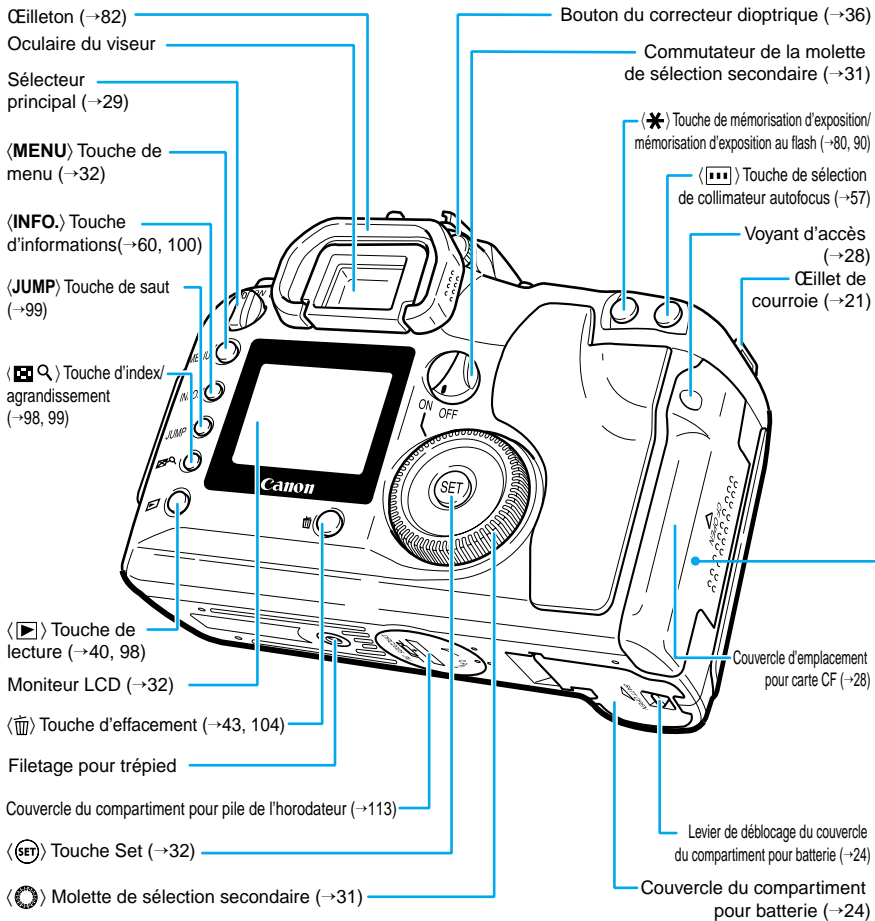 Œilleton (→82)
Oculaire du viseur
Sélecteur
principal (→29)
⟨MENU⟩ Touche de
menu (→32)
⟨INFO.⟩ Touche
d'informations(→60, 100)
⟨JUMP⟩ Touche de saut
(→99)
⟨ ⟩ Touche d'index/
agrandissement
(→98, 99)
⟨ ⟩ Touche de
lecture (→40, 98)
Moniteur LCD (→32)
⟨ ⟩ Touche d'effacement (→43, 104)
Filetage pour trépied
Couvercle du compartiment pour pile de l'horodateur (→113)
⟨SET⟩ Touche Set (→32)
⟨ ⟩ Molette de sélection secondaire (→31)
Bouton du correcteur dioptrique (→36)
Commutateur de la molette
de sélection secondaire (→31)
⟨✱⟩ Touche de mémorisation d'exposition/
mémorisation d'exposition au flash (→80, 90)
⟨ ⟩ Touche de sélection
de collimateur autofocus (→57)
Voyant d'accès
(→28)
Œillet de
courroie (→21)
Couvercle d'emplacement
pour carte CF (→28)
Levier de déblocage du couvercle
du compartiment pour batterie (→24)
Couvercle du compartiment
pour batterie (→24)
MENU
INFO.
JUMP
Canon
ON OFF
SET
CF OPEN